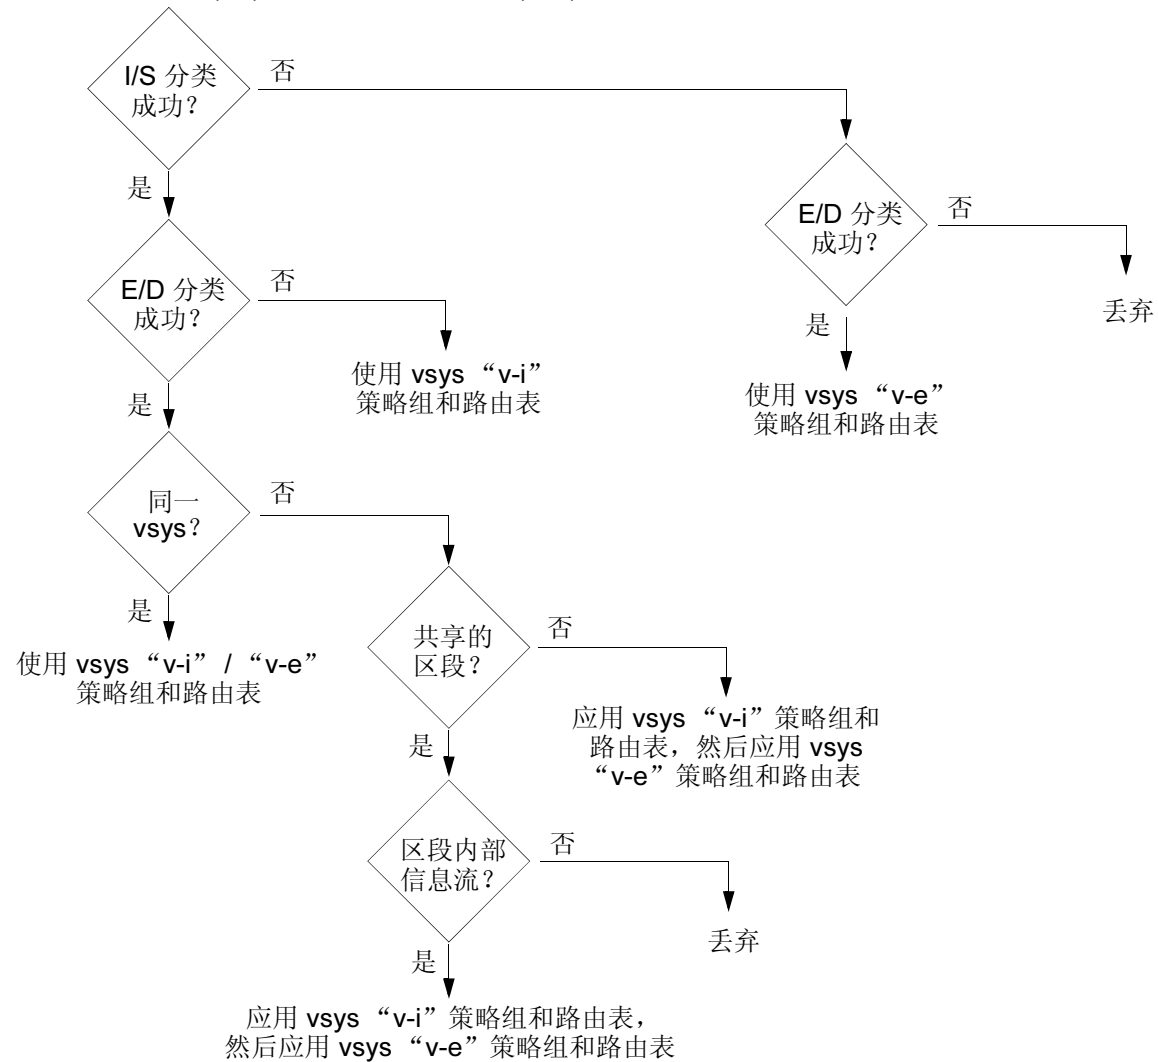 I/S 分类
成功？
否
是
E/D 分类
成功？
否
丢弃
是
使用 vsys “v-e”
策略组和路由表
E/D 分类
成功？
否
使用 vsys “v-i”
策略组和路由表
是
同一
vsys？
否
是
使用 vsys “v-i” / “v-e”
策略组和路由表
共享的
区段？
否
应用 vsys “v-i” 策略组和
路由表，然后应用 vsys
“v-e” 策略组和路由表
是
区段内部
信息流？
否
丢弃
是
应用 vsys “v-i” 策略组和路由表，
然后应用 vsys “v-e” 策略组和路由表